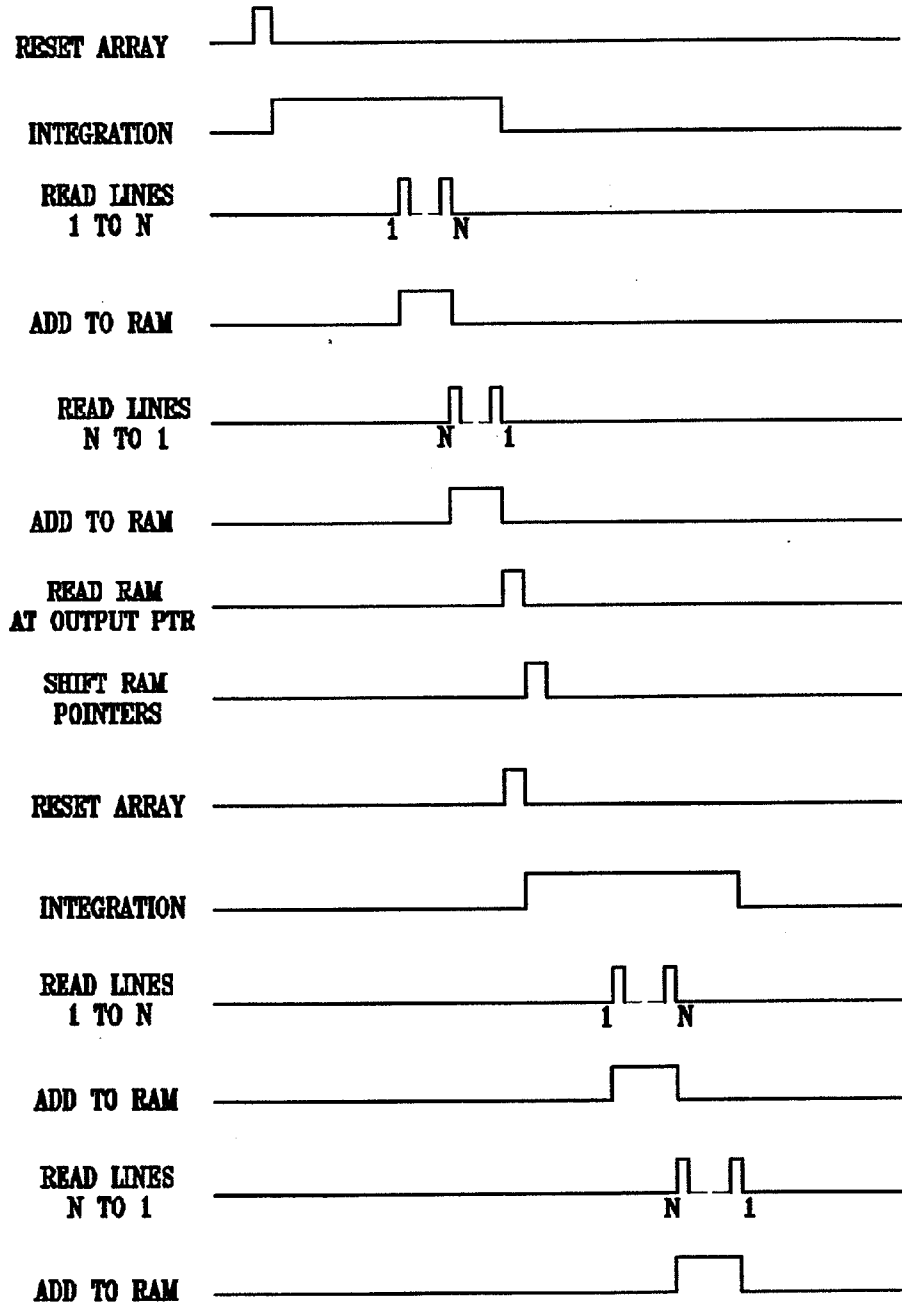 RESET ARRAY
INTEGRATION
READ LINES
1 TO N
1 N
ADD TO RAM
READ LINES
N TO 1
N 1
ADD TO RAM
READ RAM
AT OUTPUT PTR
SHIFT RAM
POINTERS
RESET ARRAY
INTEGRATION
READ LINES
1 TO N
1 N
ADD TO RAM
READ LINES
N TO 1
N 1
ADD TO RAM